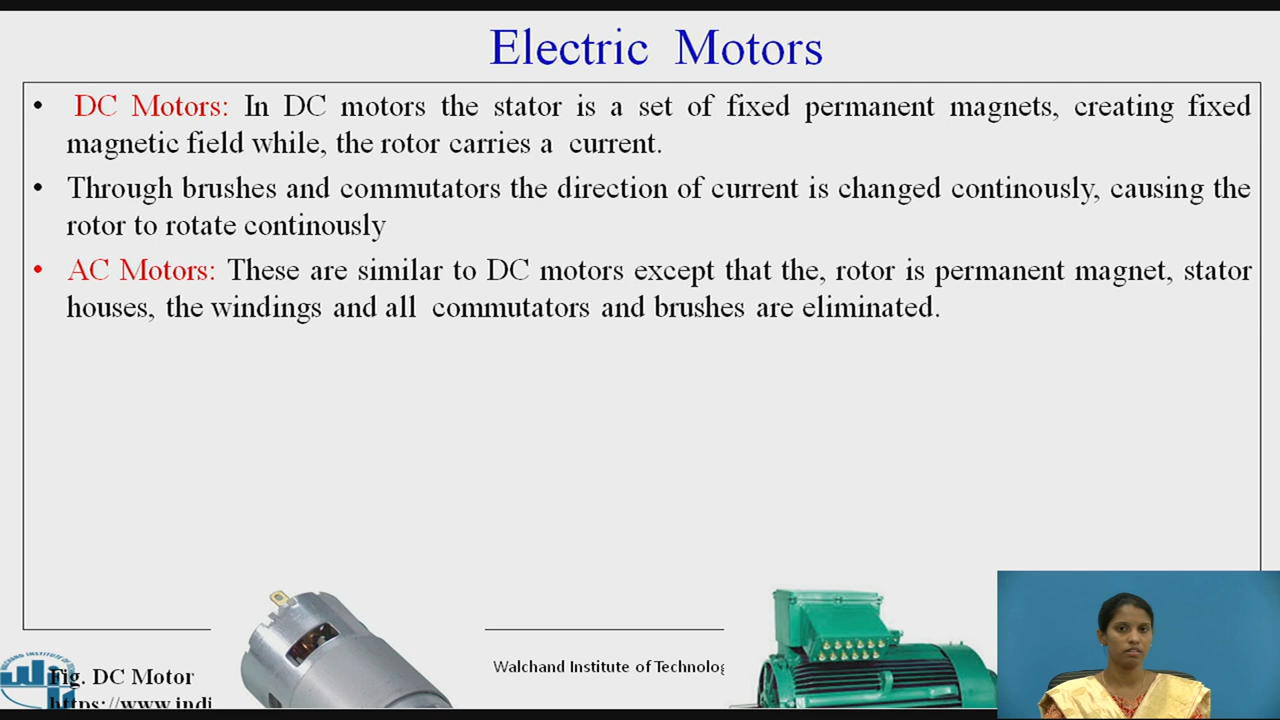 Electric Motors
• DC Motors: In DC motors the stator is a set of fixed permanent magnets, creating fixed
magnetic field while, the rotor carries a current.
• Through brushes and commutators the direction of current is changed continously, causing the
rotor to rotate continously
• AC Motors: These are similar to DC motors except that the, rotor is permanent magnet, stator
houses, the windings and all commutators and brushes are eliminated.
Walchand Institute of Technolog
Fig. DC Motor
https://www.indi